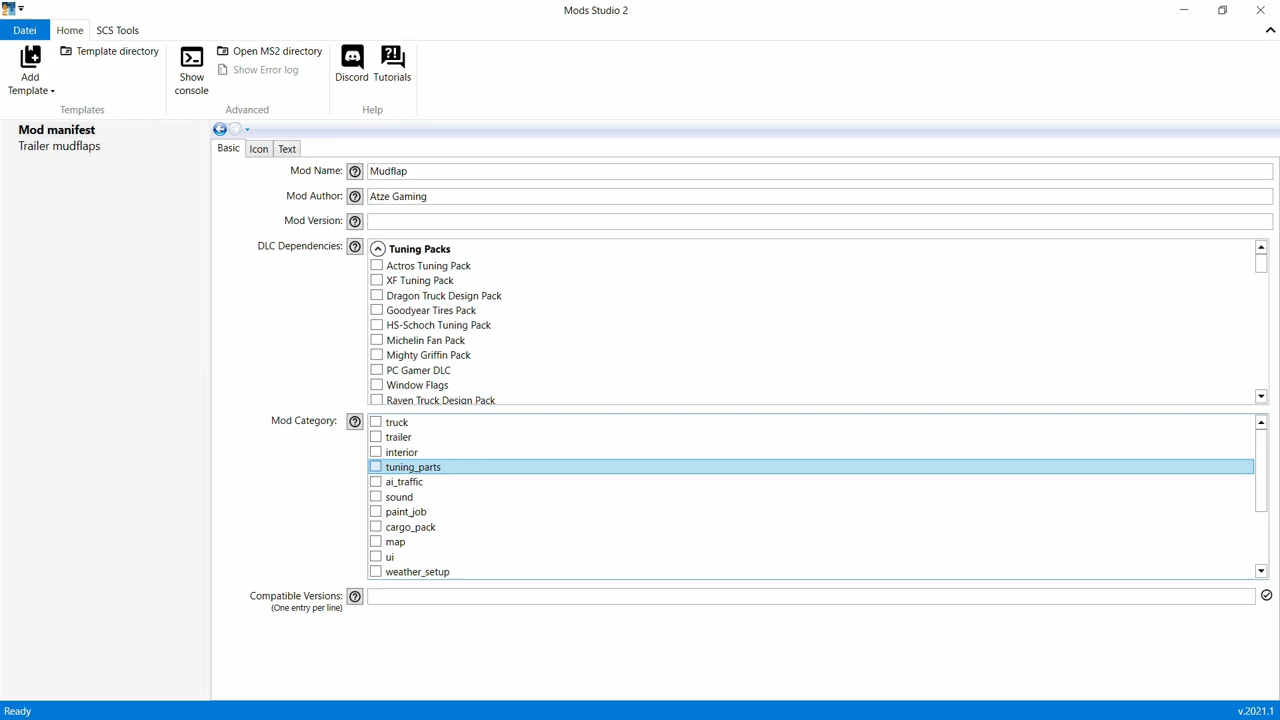 Mods Studio 2
Datei
Home
SCS Tools
Add
Template
Template directory
Templates
Show
console
Open MS2 directory
Show Error log
Advanced
Discord
Tutorials
Help
Mod manifest
Trailer mudflaps
Basic
Icon
Text
Mod Name:
Mudflap
Mod Author:
Atze Gaming
Mod Version:
DLC Dependencies:
Tuning Packs
Actros Tuning Pack
XF Tuning Pack
Dragon Truck Design Pack
Goodyear Tires Pack
HS-Schoch Tuning Pack
Michelin Fan Pack
Mighty Griffin Pack
PC Gamer DLC
Window Flags
Raven Truck Design Pack
Mod Category:
truck
trailer
interior
tuning_parts
ai_traffic
sound
paint_job
cargo_pack
map
ui
weather_setup
Compatible Versions:
(One entry per line)
Ready
v.2021.1